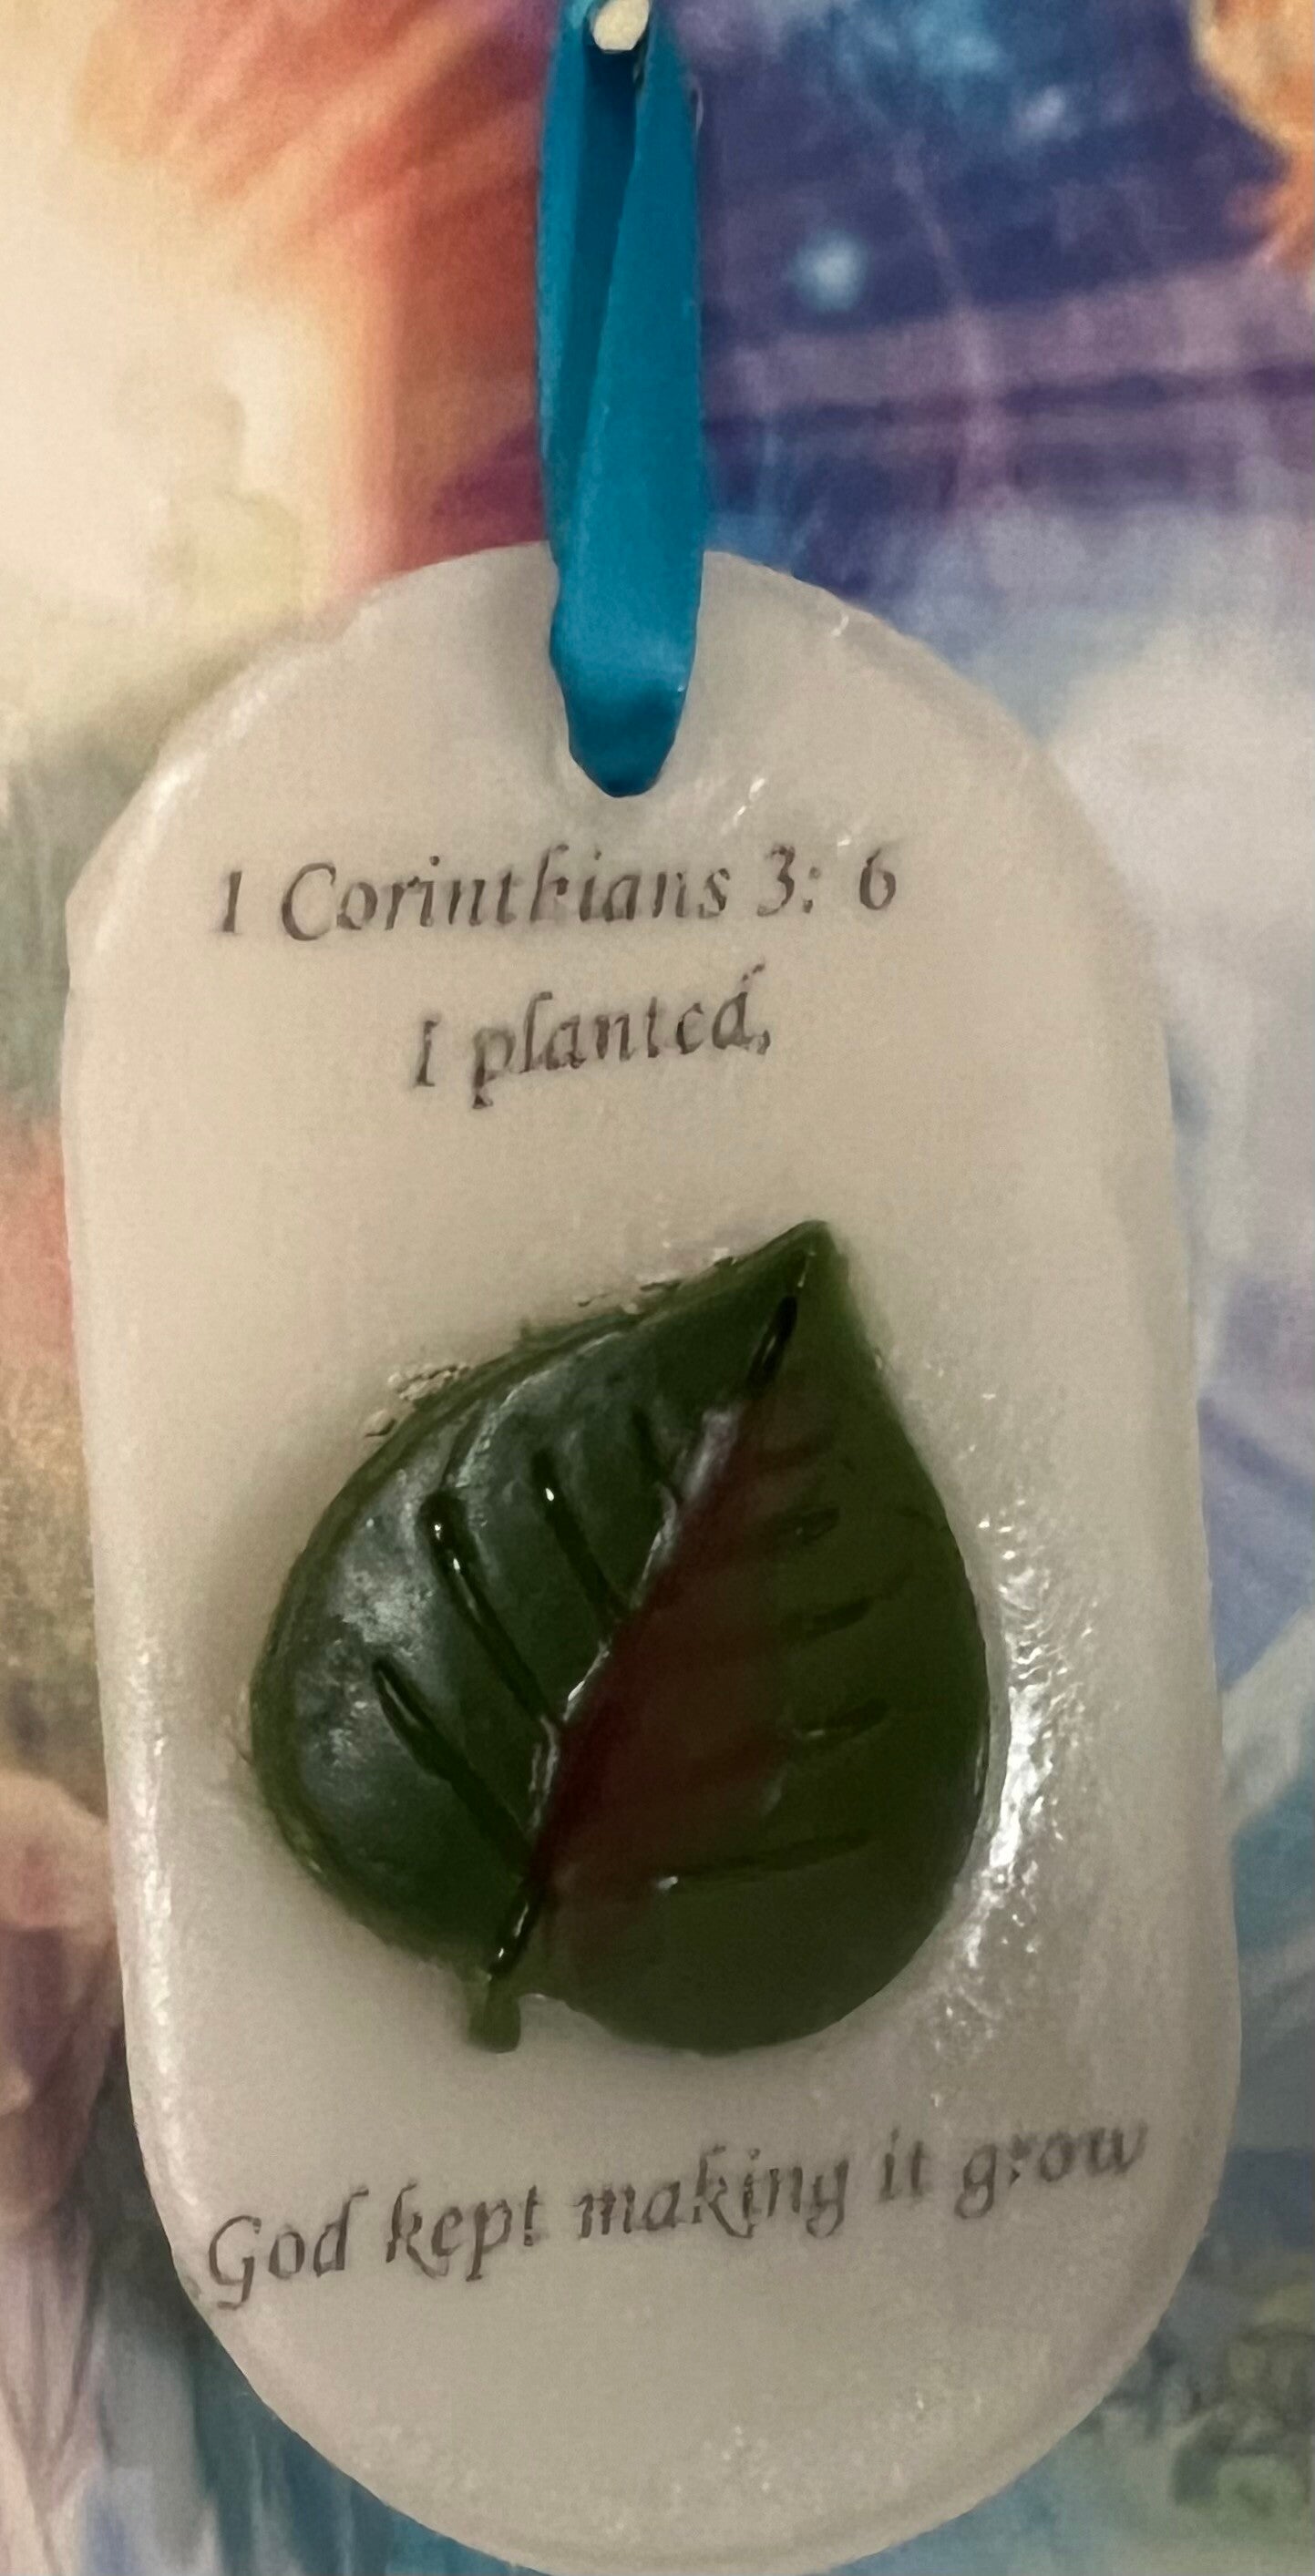 1 Corinthians 3: 6
I planted,
God kept making it grow